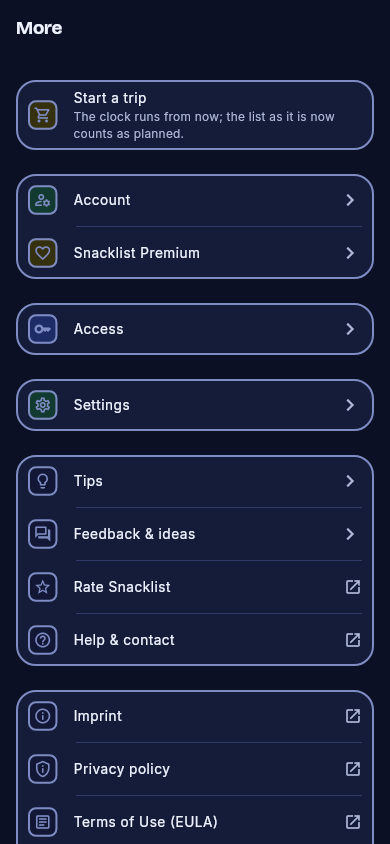 More
Start a trip
The clock runs from now; the list as it is now
counts as planned.
Account
Snacklist Premium
Access
Settings
Tips
Feedback & ideas
Rate Snacklist
Help & contact
Imprint
Privacy policy
Terms of Use (EULA)